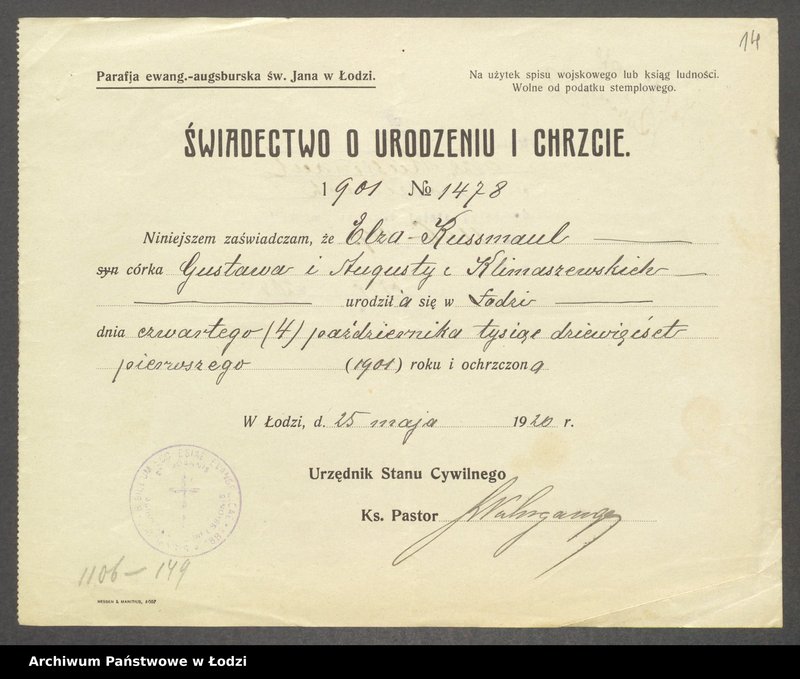 14
Parafja ewang.-augsburska św. Jana w Łodzi.
Na użytek spisu wojskowego lub ksiąg ludności.
Wolne od podatku stemplowego.
ŚWIADECTWO O URODZENIU I CHRZCIE.
1901 № 1478
Niniejszem zaświadczam, że Elza Kussmaul
syn córka Gustawa i Augusty z Klimaszewskich
urodził a się w Łodzi
dnia czwartego (4) października tysiąc dziewięćset
pierwszego (1901) roku i ochrzczona
W Łodzi, d. 25 maja 1920 r.
Urzędnik Stanu Cywilnego
Ks. Pastor
1106 - 149
Archiwum Państwowe w Łodzi